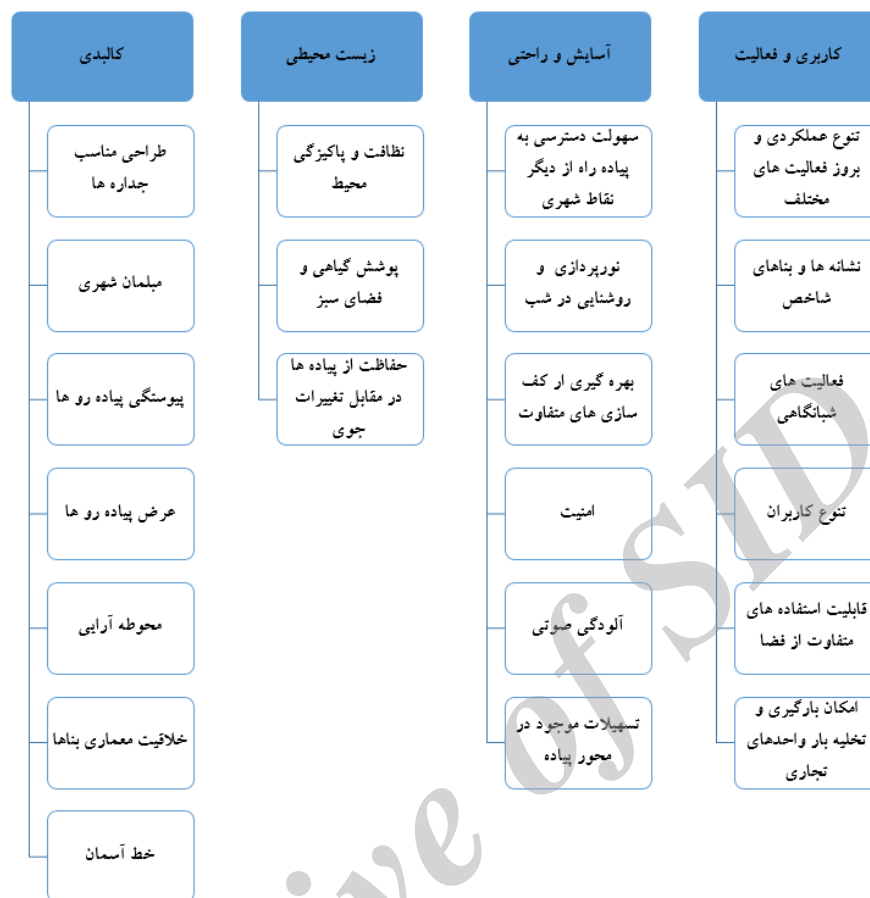 کاربری و فعالیت
تنوع عملکردی و
بروز فعالیت های
مختلف
نشانه ها و بناهای
شاخص
فعالیت های
شبانگاهی
تنوع کاربران
قابلیت استفاده های
متفاوت از فضا
امکان بارگیری و
تخلیه بار واحدهای
تجاری
آسایش و راحتی
سهولت دسترسی به
پیاده راه از دیگر
نقاط شهری
نورپردازی و
روشنایی در شب
بهره گیری ار کف
سازی های متفاوت
امنیت
آلودگی صوتی
تسهیلات موجود در
محور پیاده
زیست محیطی
نظافت و پاکیزگی
محیط
پوشش گیاهی و
فضای سبز
حفاظت از پیاده ها
در مقابل تغییرات
جوی
کالبدی
طراحی مناسب
جداره ها
مبلمان شهری
پیوستگی پیاده رو ها
عرض پیاده رو ها
محوطه آرایی
خلاقیت معماری بناها
خط آسمان
ive of SID